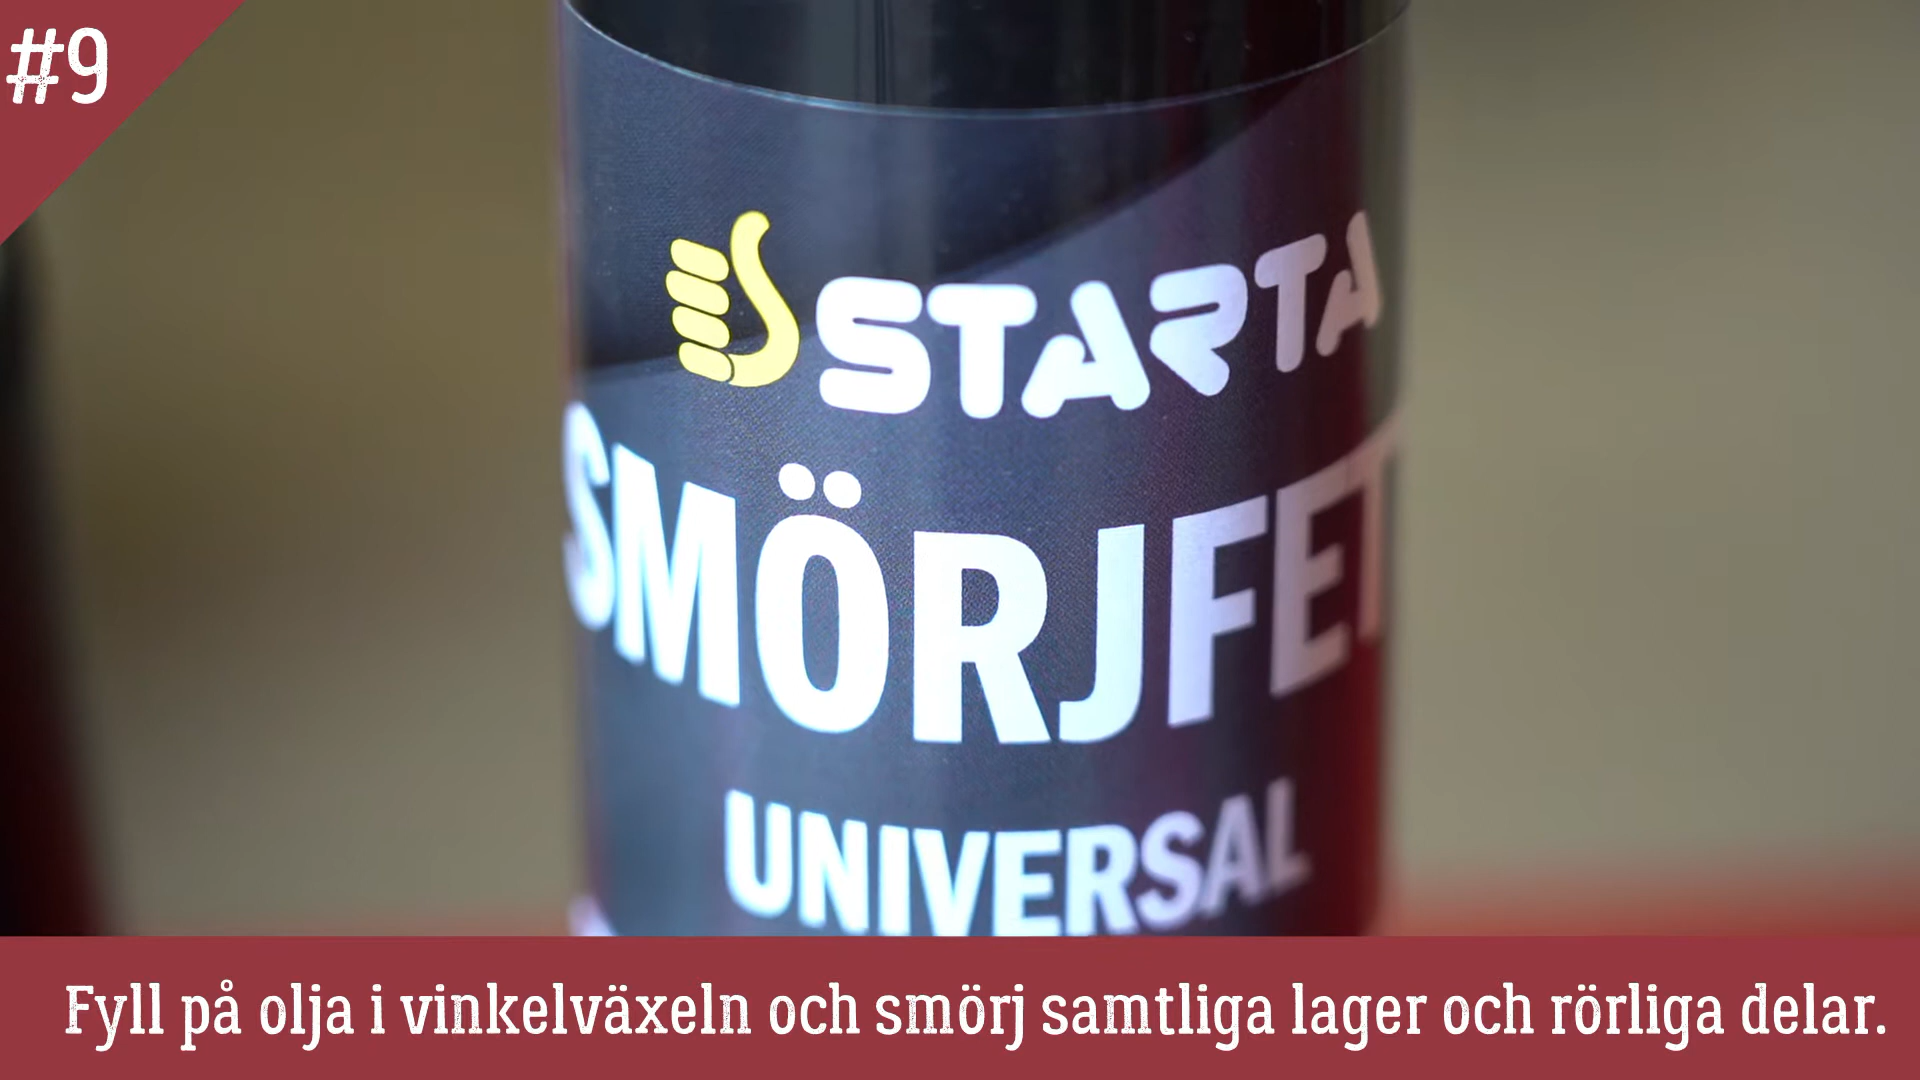 #9
STARTA
SMÖRJFET
UNIVERSAL
Fyll på olja i vinkelväxeln och smörj samtliga lager och rörliga delar.